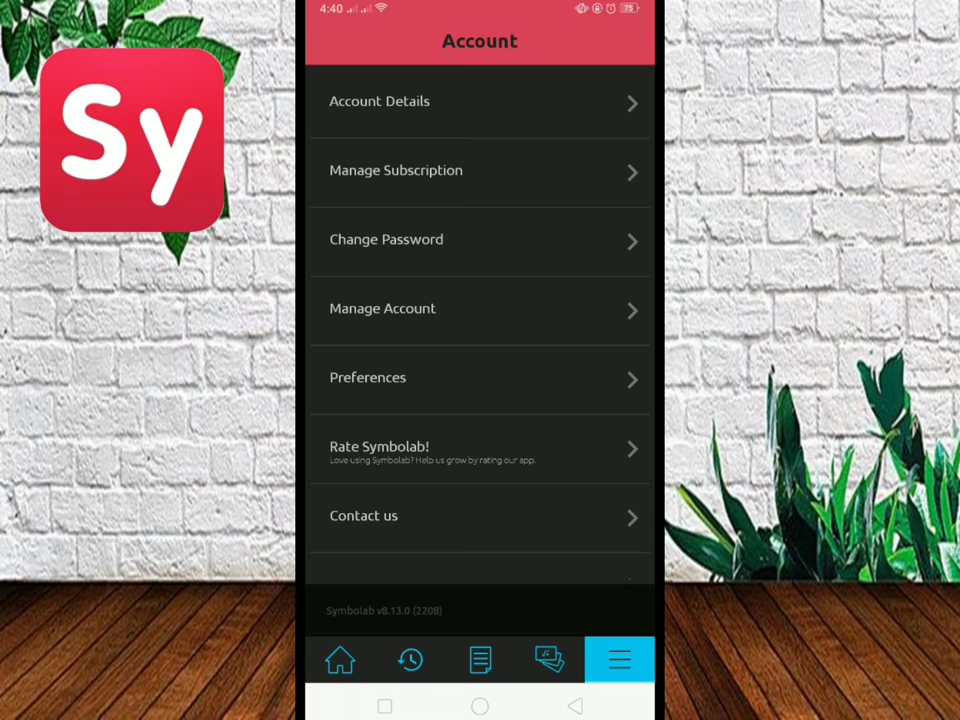 Sy
4:40
75
Account
Account Details
Manage Subscription
Change Password
Manage Account
Preferences
Rate Symbolab!
Love using Symbolab? Help us grow by rating our app.
Contact us
Symbolab v8.13.0 (2208)